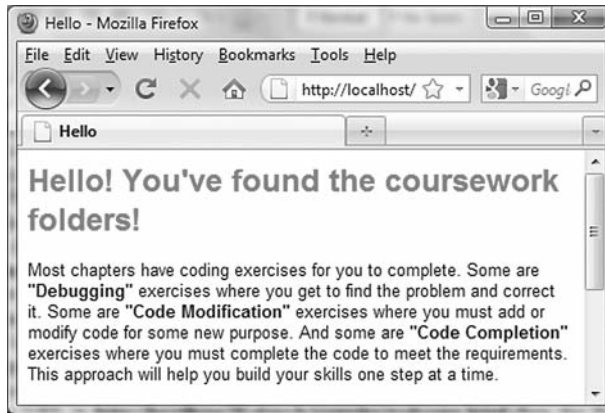 Hello - Mozilla Firefox
File Edit View History Bookmarks Tools Help
http://localhost/ Googl
Hello
Hello! You've found the coursework
folders!
Most chapters have coding exercises for you to complete. Some are
"Debugging" exercises where you get to find the problem and correct
it. Some are "Code Modification" exercises where you must add or
modify code for some new purpose. And some are "Code Completion"
exercises where you must complete the code to meet the requirements.
This approach will help you build your skills one step at a time.